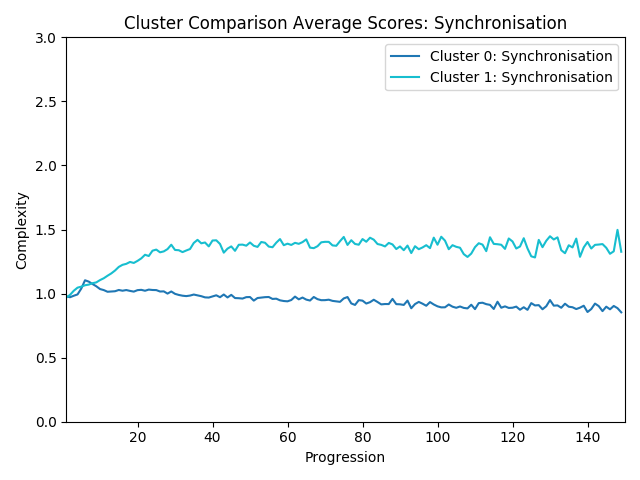 Cluster Comparison Average Scores: Synchronisation
3.0
2.5
2.0
1.5
1.0
0.5
0.0
Complexity
Cluster 0: Synchronisation
Cluster 1: Synchronisation
20 40 60 80 100 120 140
Progression